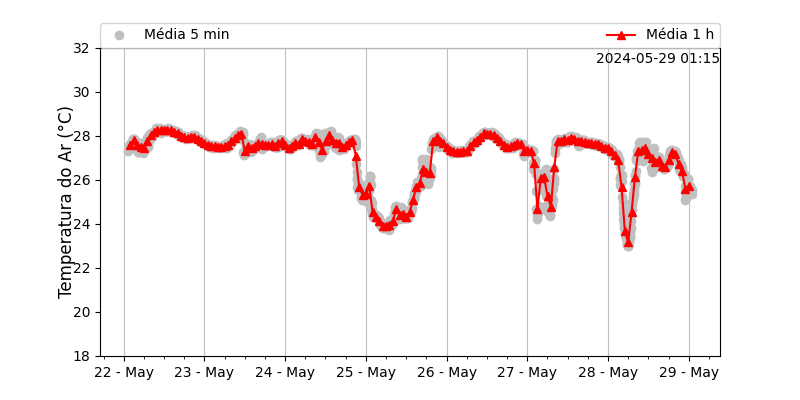 Média 5 min
Média 1 h
2024-05-29 01:15
Temperatura do Ar (°C)
32
30
28
26
24
22
20
18
22 - May
23 - May
24 - May
25 - May
26 - May
27 - May
28 - May
29 - May